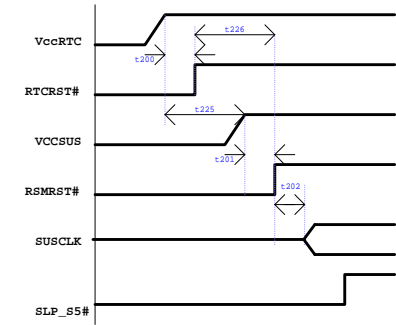 t226
VccRTC
t200
RTCRST#
t225
VCCSUS
t201
RSMRST#
t202
SUSCLK
SLP_S5#